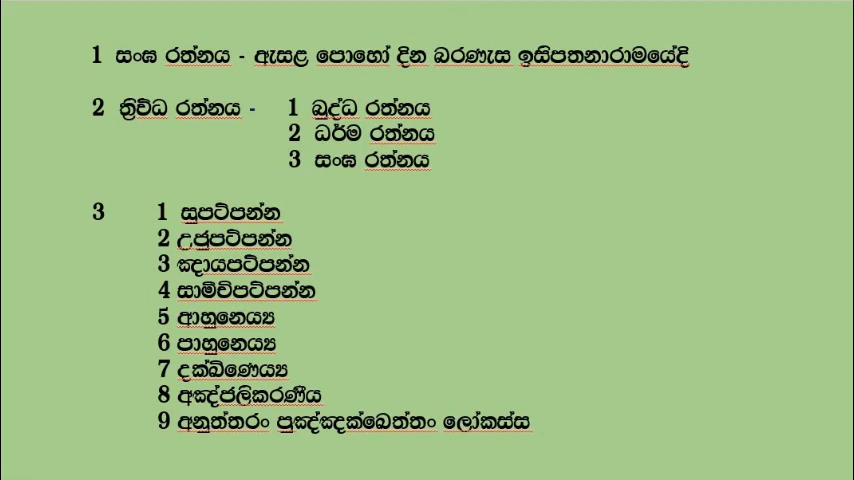 1 සංඝ රත්නය - ඇසළ පොහෝ දින බරණැස ඉසිපතනාරාමයේදි
2 ත්‍රිවිධ රත්නය - 1 බුද්ධ රත්නය
2 ධර්ම රත්නය
3 සංඝ රත්නය
3 1 සුපටිපන්න
2 උජුපටිපන්න
3 ඤායපටිපන්න
4 සාමීචිපටිපන්න
5 ආහුනෙය්‍ය
6 පාහුනෙය්‍ය
7 දක්ඛිණෙය්‍ය
8 අඤ්ජලිකරණීය
9 අනුත්තරං පුඤ්ඤක්ඛෙත්තං ලෝකස්ස